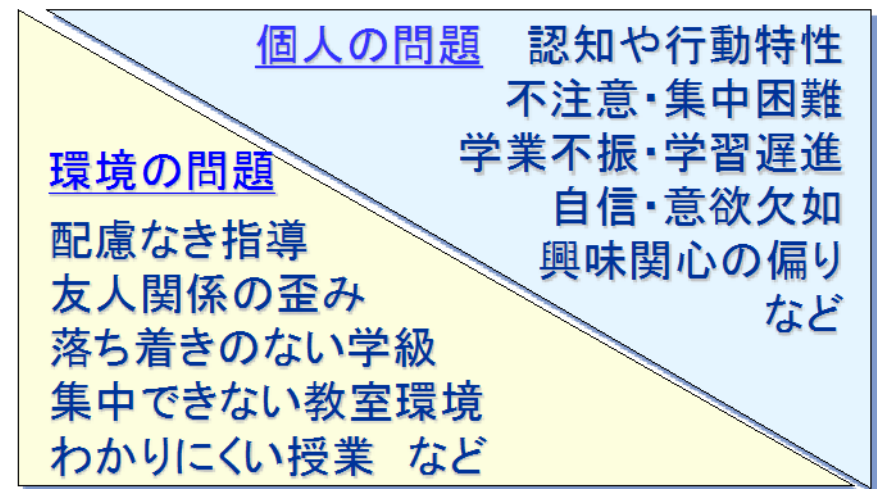 個人の問題 認知や行動特性
不注意・集中困難
学業不振・学習遅進
自信・意欲欠如
興味関心の偏り
など
環境の問題
配慮なき指導
友人関係の歪み
落ち着きのない学級
集中できない教室環境
わかりにくい授業 など